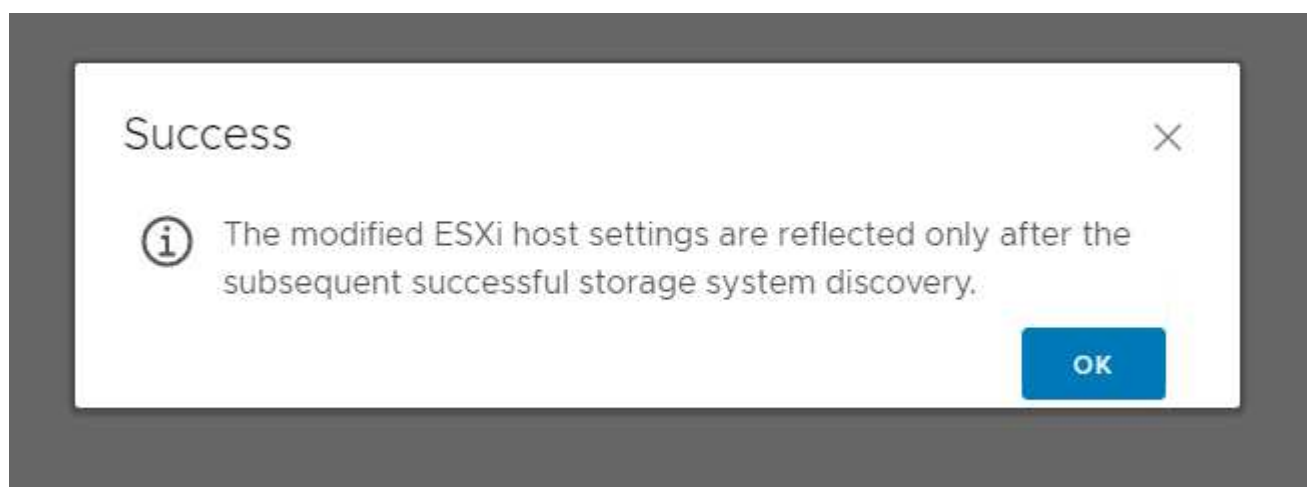 Success
The modified ESXi host settings are reflected only after the
subsequent successful storage system discovery.
OK